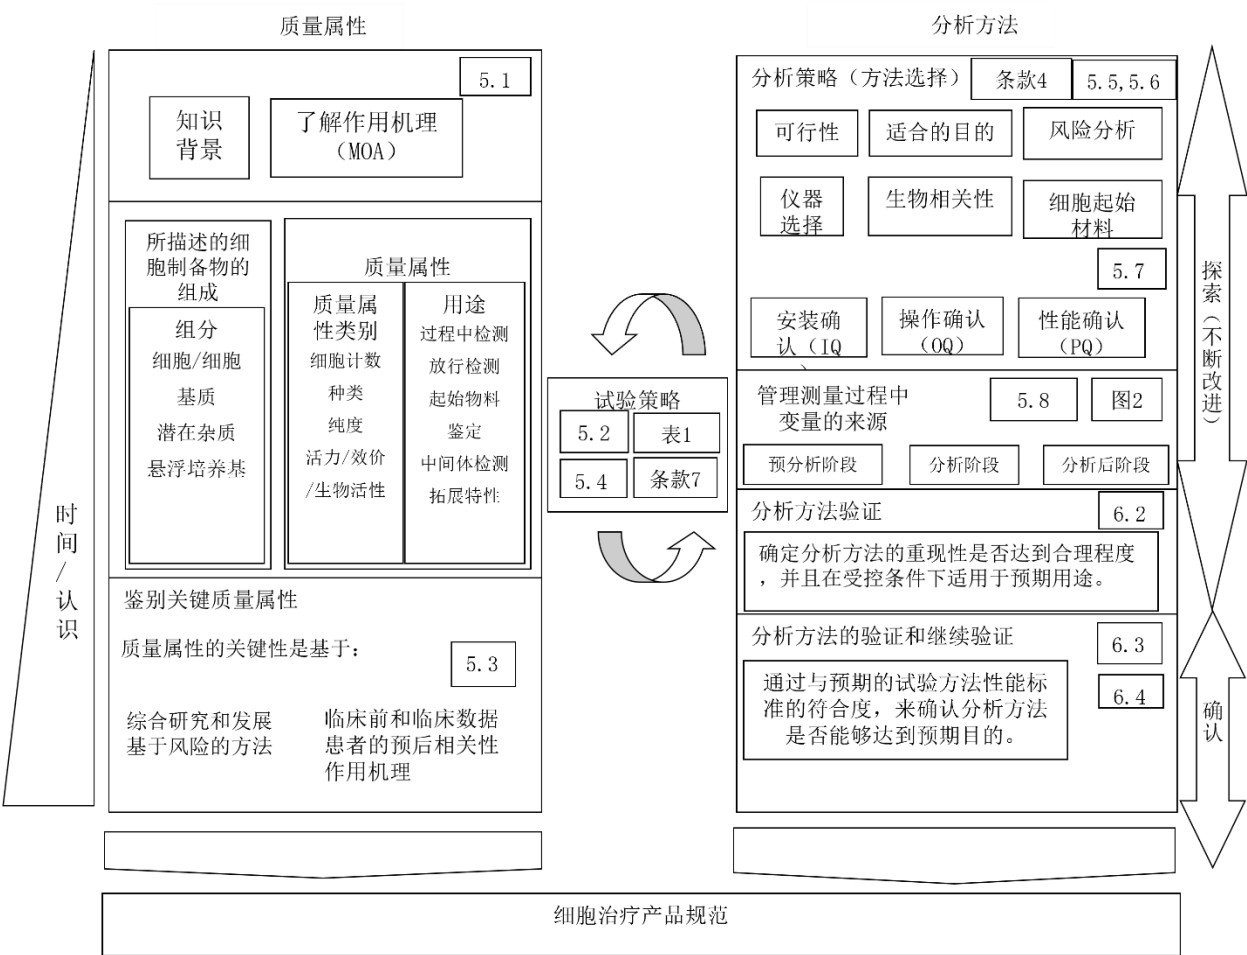 质量属性
分析方法
5.1
知识
背景
了解作用机理
（MOA）
所描述的细
胞制备物的
组成
组分
细胞/细胞
基质
潜在杂质
悬浮培养基
质量属性
质量属
性类别
细胞计数
种类
纯度
活力/效价
/生物活性
用途
过程中检测
放行检测
起始物料
鉴定
中间体检测
拓展特性
鉴别关键质量属性
质量属性的关键性是基于：
5.3
综合研究和发展
基于风险的方法
临床前和临床数据
患者的预后相关性
作用机理
时间/认识
试验策略
5.2
表1
5.4
条款7
分析策略（方法选择）
条款4
5.5,5.6
可行性
适合的目的
风险分析
仪器
选择
生物相关性
细胞起始
材料
5.7
安装确
认（IQ
）
操作确认
（OQ）
性能确认
（PQ）
管理测量过程中
变量的来源
5.8
图2
预分析阶段
分析阶段
分析后阶段
分析方法验证
6.2
确定分析方法的重现性是否达到合理程度
，并且在受控条件下适用于预期用途。
分析方法的验证和继续验证
6.3
6.4
通过与预期的试验方法性能标
准的符合度，来确认分析方法
是否能够达到预期目的。
探索（不断改进）
确认
细胞治疗产品规范